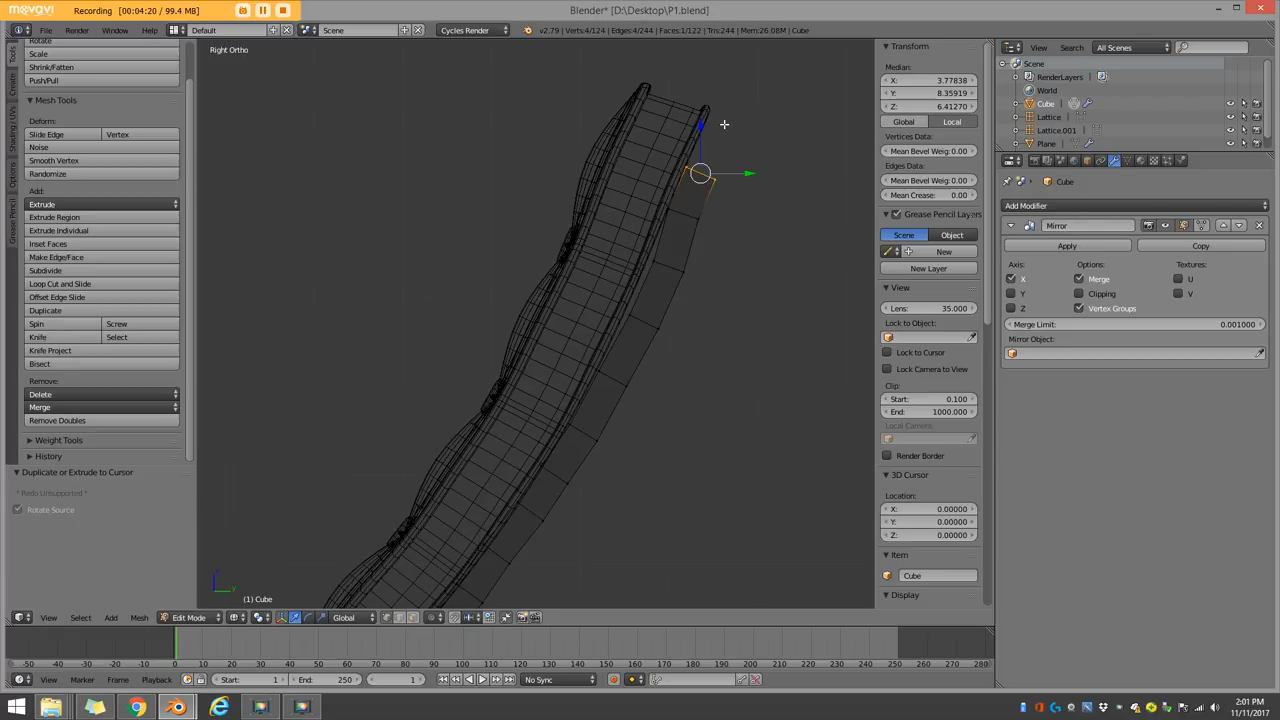 movavi
Recording 00:04:20 / 99.4 MB
Blender* [D:\Desktop\P1.blend]
File Render Window Help
Default
Scene
Cycles Render
v2.79 | Verts:4/124 | Edges:4/244 | Faces:1/122 | Tris:244 | Mem:26.08M | Cube
Rotate
Scale
Shrink/Fatten
Push/Pull
Mesh Tools
Deform:
Slide Edge Vertex
Noise
Smooth Vertex
Randomize
Add:
Extrude
Extrude Region
Extrude Individual
Inset Faces
Make Edge/Face
Subdivide
Loop Cut and Slide
Offset Edge Slide
Duplicate
Spin Screw
Knife Select
Knife Project
Bisect
Remove:
Delete
Merge
Remove Doubles
Weight Tools
History
Duplicate or Extrude to Cursor
* Redo Unsupported *
Rotate Source
Tools
Create
Shading / UVs
Options
Grease Pencil
Right Ortho
(1) Cube
Transform
Median:
X: 3.77838
Y: 8.35919
Z: 6.41270
Global Local
Vertices Data:
Mean Bevel Weig: 0.00
Edges Data:
Mean Bevel Weig: 0.00
Mean Crease: 0.00
Grease Pencil Layers
Scene Object
New
New Layer
View
Lens: 35.000
Lock to Object:
Lock to Cursor
Lock Camera to View
Clip:
Start: 0.100
End: 1000.000
Local Camera:
Render Border
3D Cursor
Location:
X: 0.00000
Y: 0.00000
Z: 0.00000
Item
Cube
Display
View Search All Scenes
Scene
RenderLayers
World
Cube
Lattice
Lattice.001
Plane
Cube
Add Modifier
Mirror
Apply Copy
Axis: Options: Textures:
X Merge U
Y Clipping V
Z Vertex Groups
Merge Limit: 0.001000
Mirror Object:
View Select Add Mesh Edit Mode Global
-50 -40 -30 -20 -10 0 10 20 30 40 50 60 70 80 90 100 110 120 130 140 150 160 170 180 190 200 210 220 230 240 250 260 270 280
View Marker Frame Playback Start: 1 End: 250 1 No Sync
2:01 PM
11/11/2017